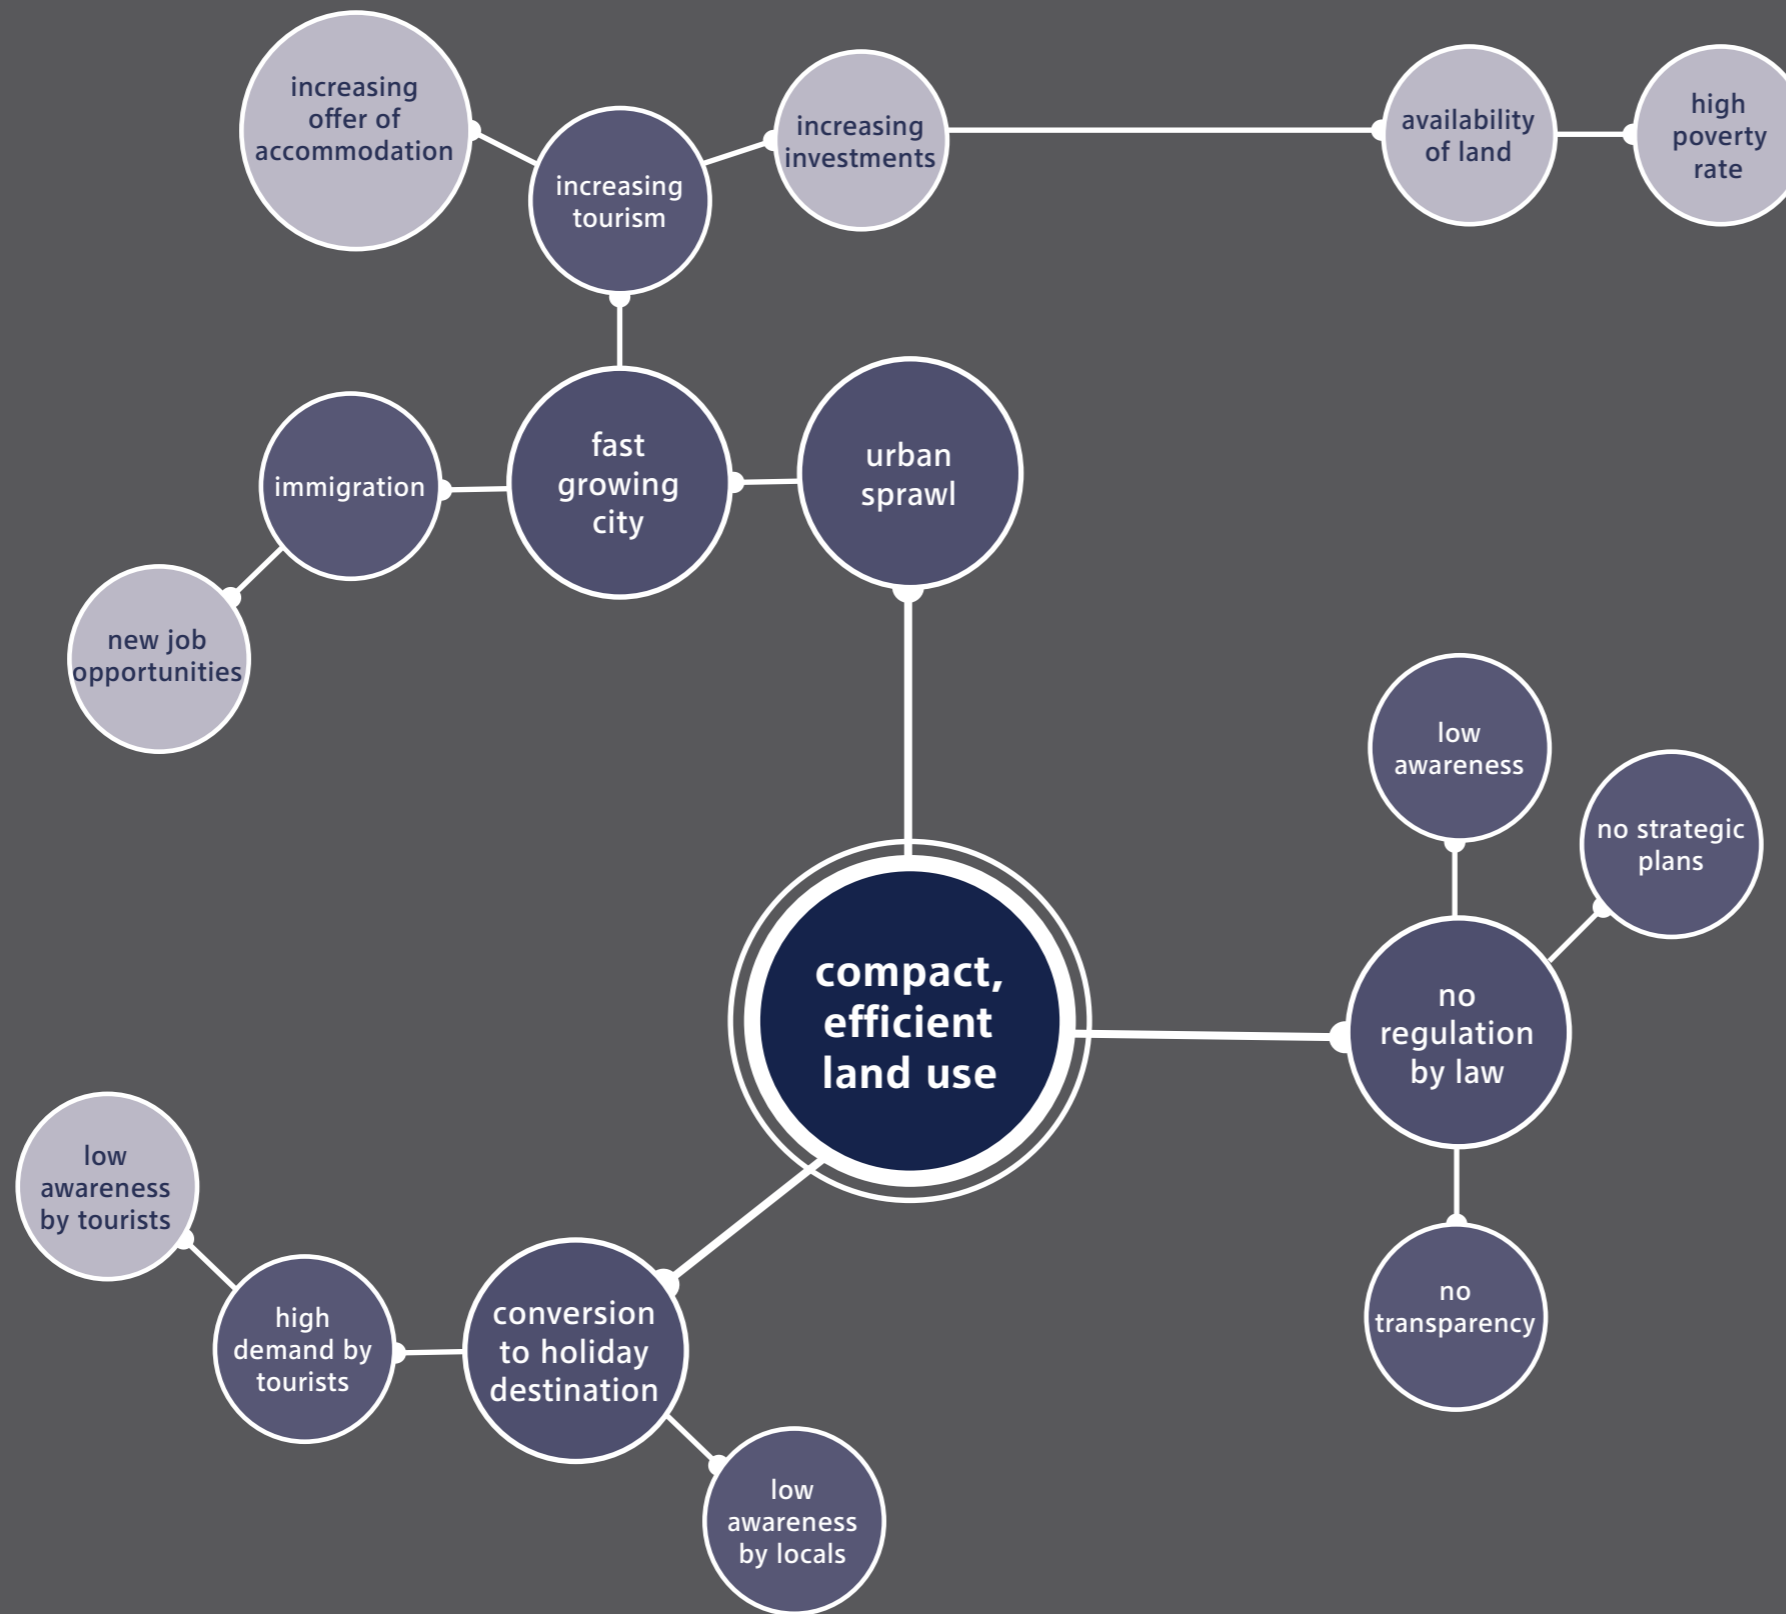 increasing
offer of
accommodation
increasing
tourism
increasing
investments
availability
of land
high
poverty
rate
immigration
fast
growing
city
urban
sprawl
new job
opportunities
low
awareness
no strategic
plans
compact,
efficient
land use
no
regulation
by law
low
awareness
by tourists
high
demand by
tourists
conversion
to holiday
destination
no
transparency
low
awareness
by locals